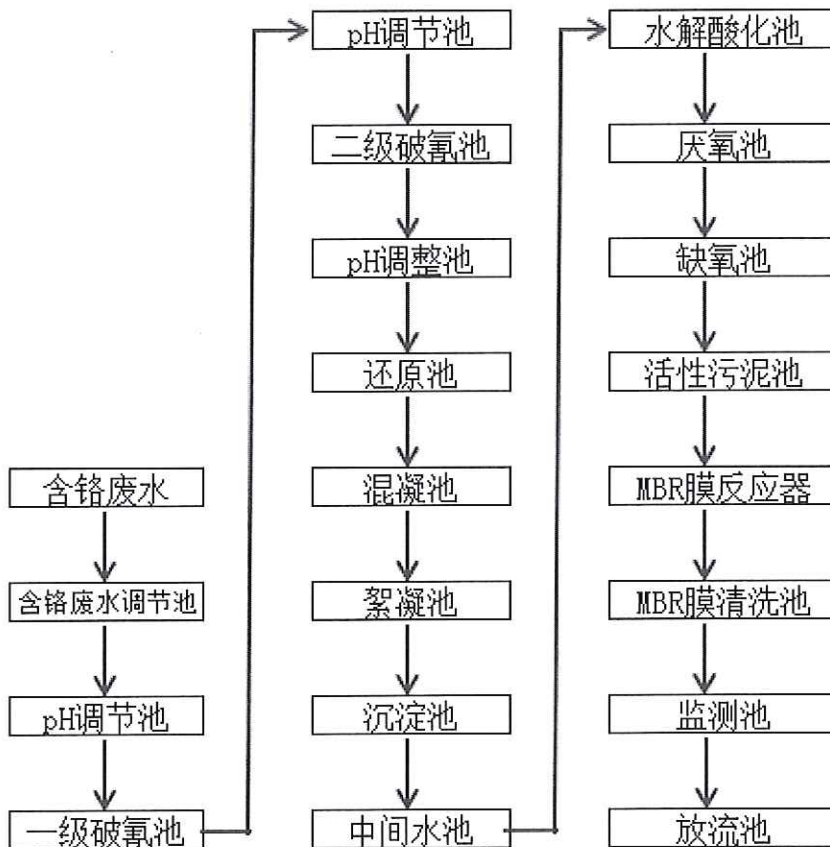 含铬废水
含铬废水调节池
pH调节池
一级破氰池
pH调节池
二级破氰池
pH调整池
还原池
混凝池
絮凝池
沉淀池
中间水池
水解酸化池
厌氧池
缺氧池
活性污泥池
MBR膜反应器
MBR膜清洗池
监测池
放流池